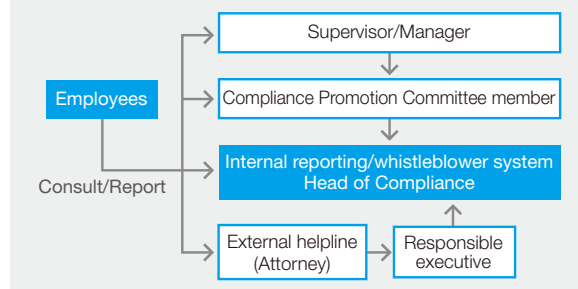 Supervisor/Manager
Employees
Compliance Promotion Committee member
Internal reporting/whistleblower system
Head of Compliance
Consult/Report
External helpline
(Attorney)
Responsible
executive